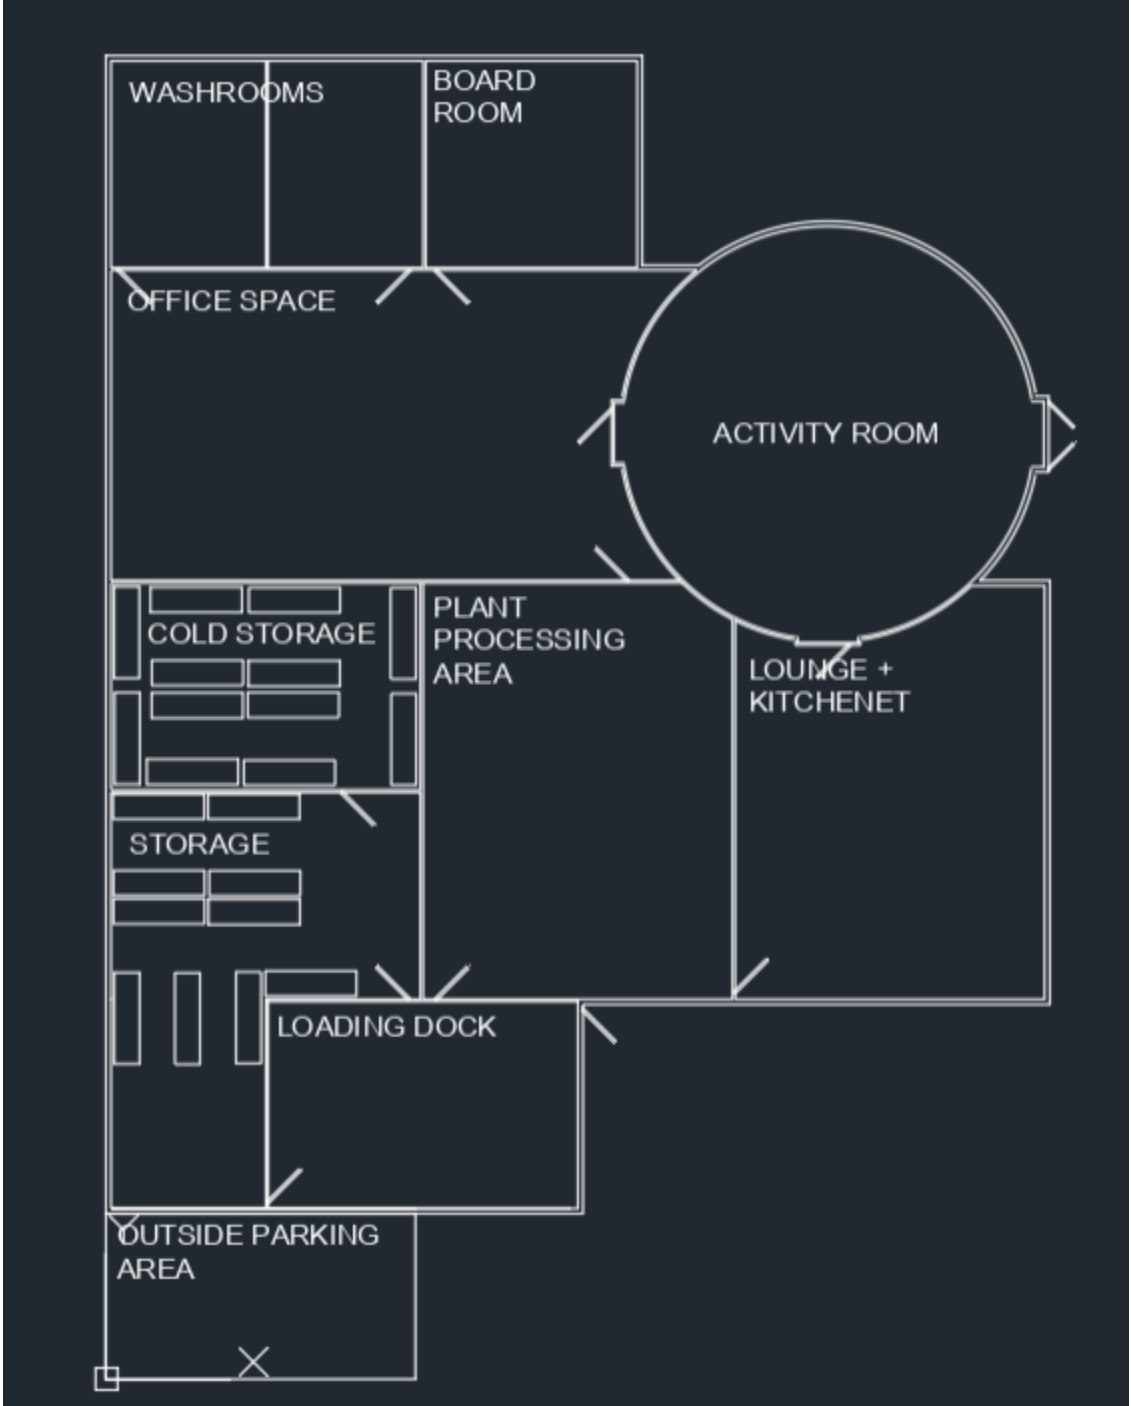 WASHROOMS
BOARD
ROOM
OFFICE SPACE
ACTIVITY ROOM
COLD STORAGE
PLANT
PROCESSING
AREA
LOUNGE +
KITCHENET
STORAGE
LOADING DOCK
OUTSIDE PARKING
AREA